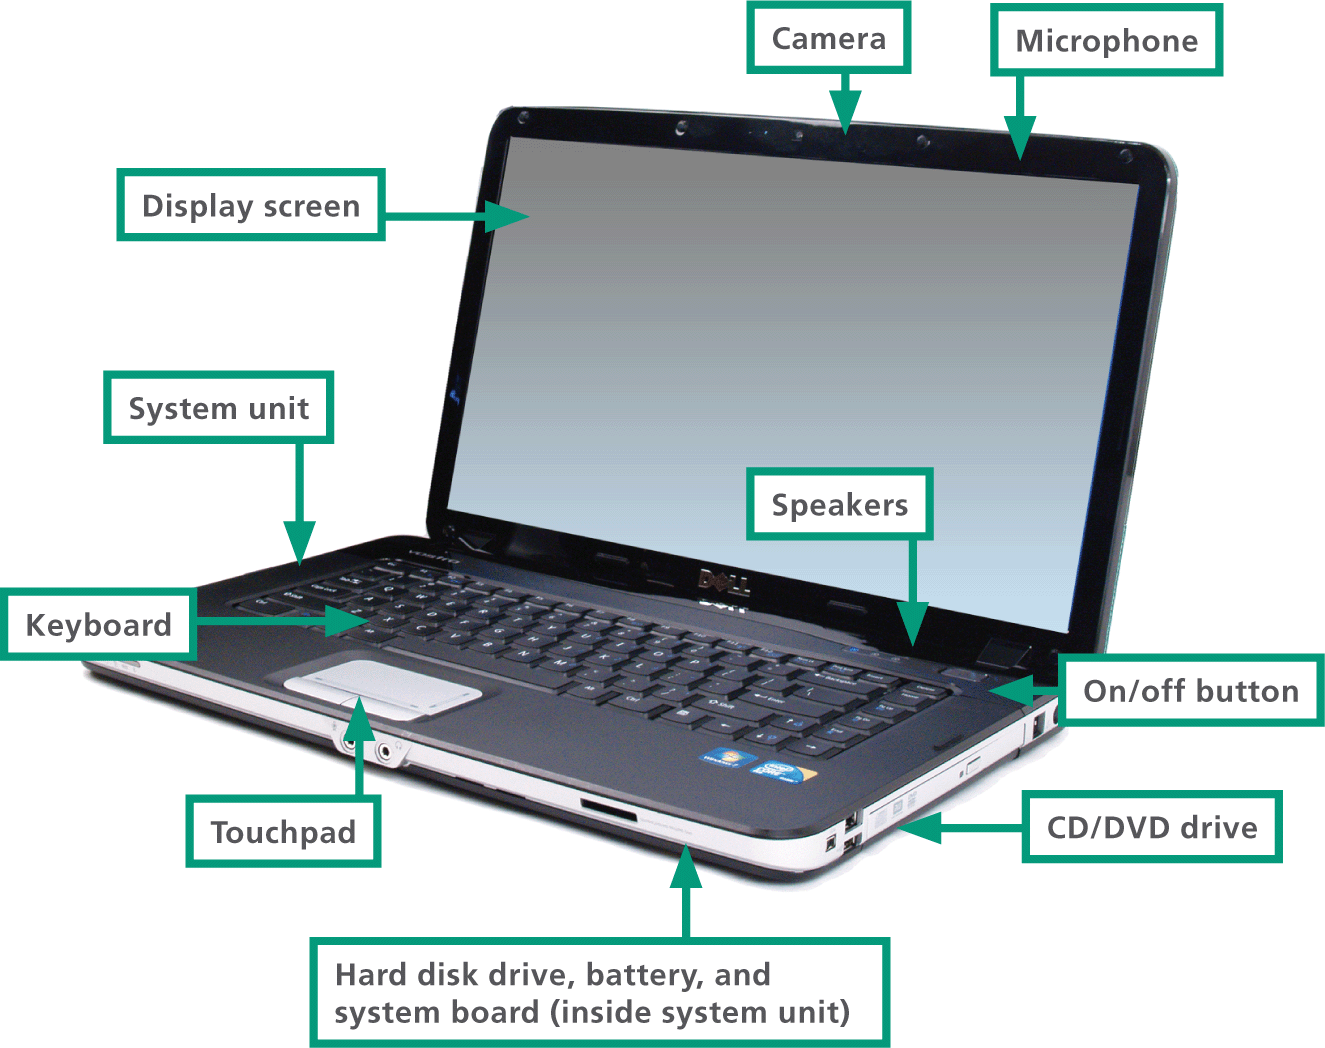 Camera
Microphone
Display screen
System unit
Speakers
DELL
Keyboard
On/off button
Touchpad
CD/DVD drive
Hard disk drive, battery, and
system board (inside system unit)